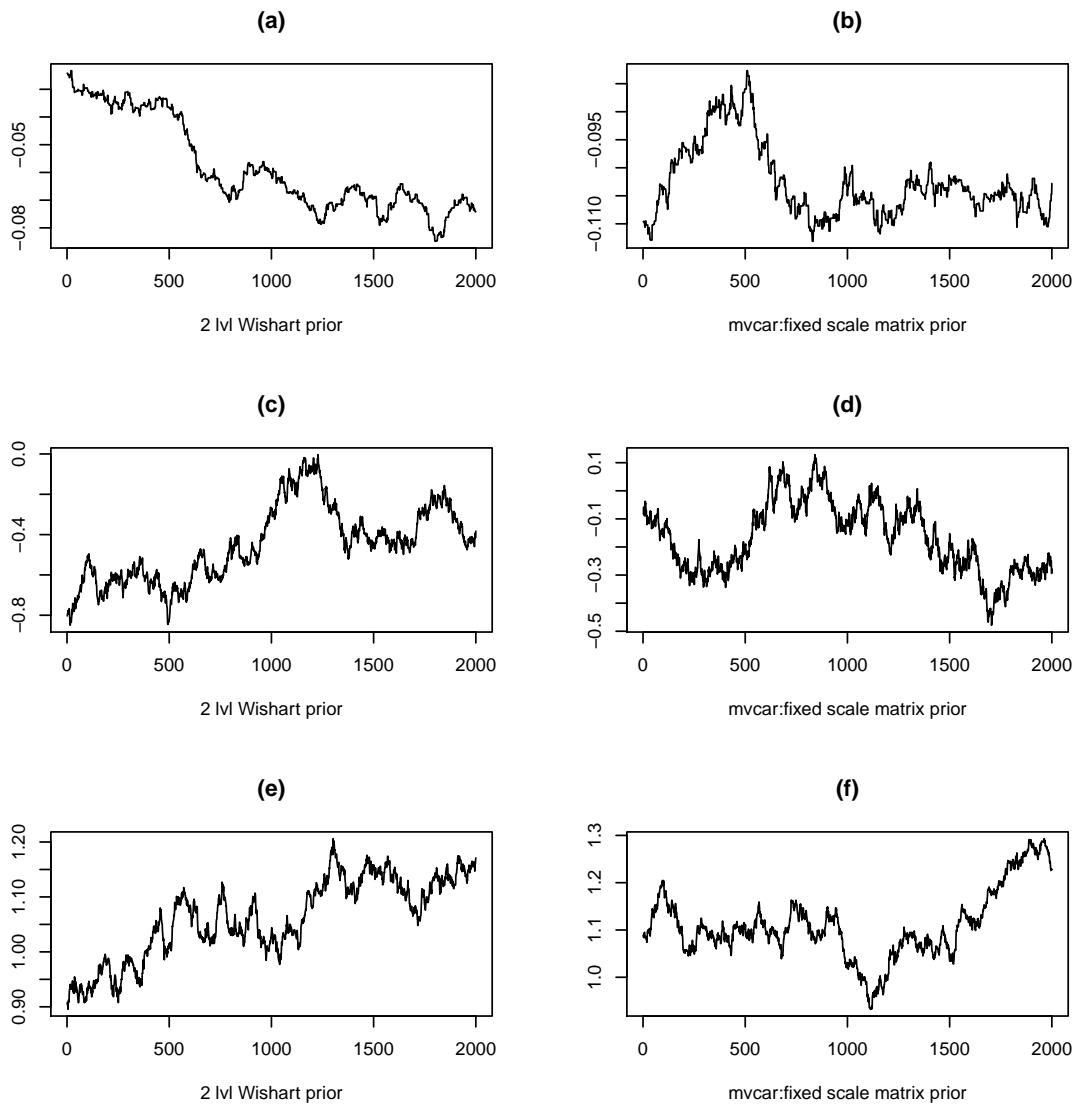 (a)
−0.05
−0.08
0 500 1000 1500 2000
2 lvl Wishart prior
(b)
−0.095
−0.110
0 500 1000 1500 2000
mvcar:fixed scale matrix prior
(c)
0.0
−0.4
−0.8
0 500 1000 1500 2000
2 lvl Wishart prior
(d)
0.1
−0.1
−0.3
−0.5
0 500 1000 1500 2000
mvcar:fixed scale matrix prior
(e)
1.20
1.10
1.00
0.90
0 500 1000 1500 2000
2 lvl Wishart prior
(f)
1.3
1.2
1.1
1.0
0 500 1000 1500 2000
mvcar:fixed scale matrix prior